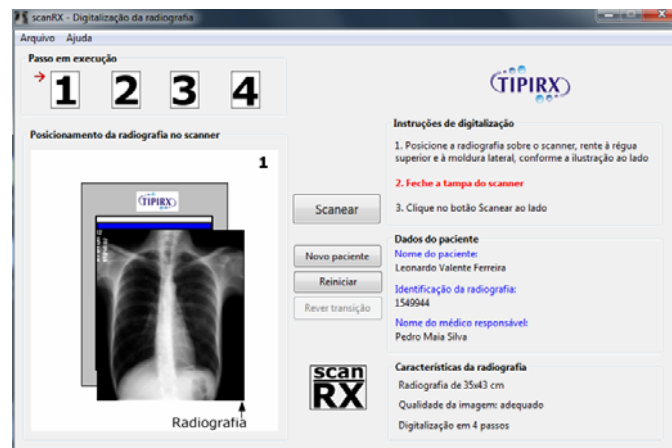 scanRX - Digitalização da radiografia
Arquivo Ajuda
Passo em execução
1 2 3 4
TIPIRX
Posicionamento da radiografia no scanner
1
TIPIRX
Radiografia
Scanear
Novo paciente
Reiniciar
Rever transição
scan
RX
Instruções de digitalização
1. Posicione a radiografia sobre o scanner, rente à régua
superior e à moldura lateral, conforme a ilustração ao lado
2. Feche a tampa do scanner
3. Clique no botão Scanear ao lado
Dados do paciente
Nome do paciente:
Leonardo Valente Ferreira
Identificação da radiografia:
1549944
Nome do médico responsável:
Pedro Maia Silva
Características da radiografia
Radiografia de 35x43 cm
Qualidade da imagem: adequado
Digitalização em 4 passos